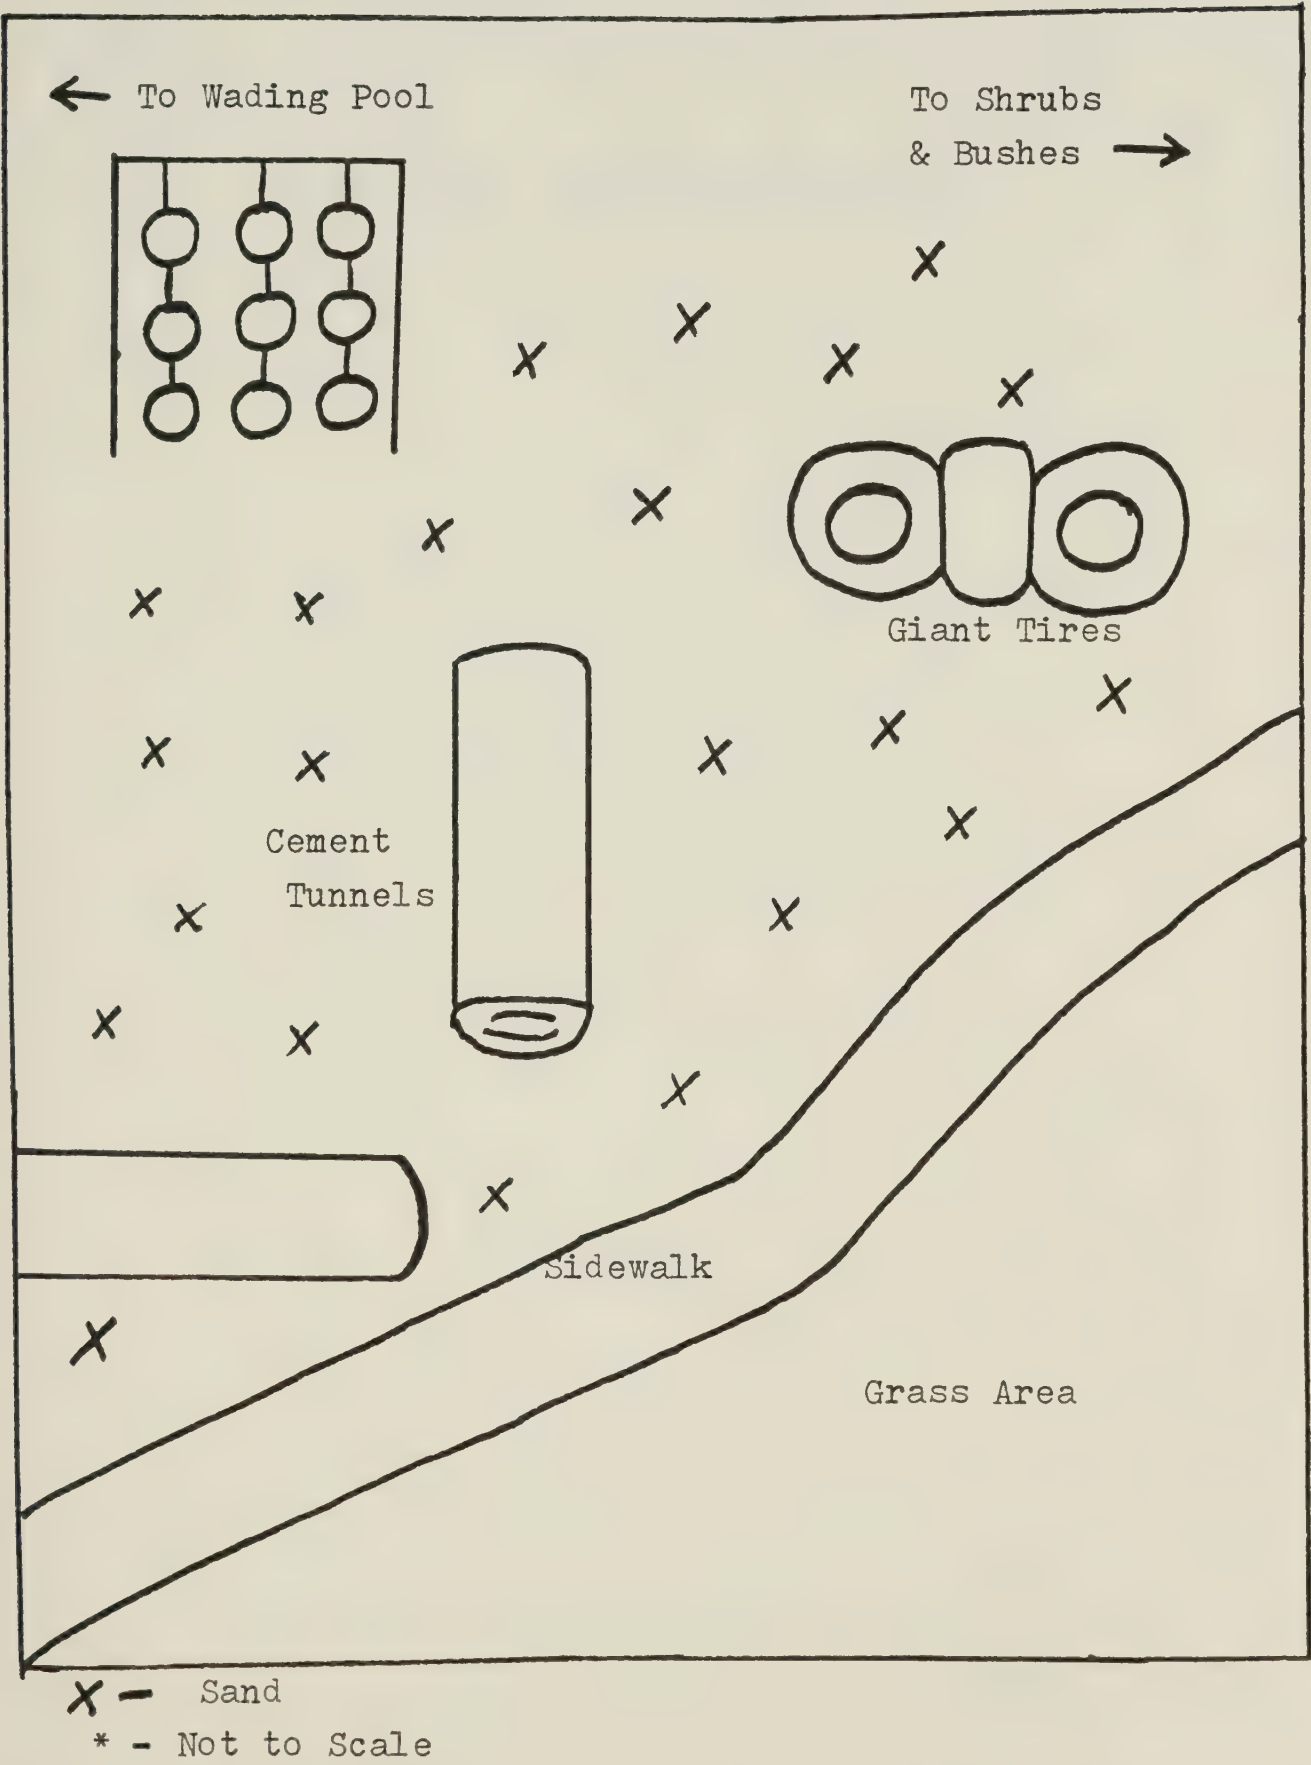 ← To Wading Pool
To Shrubs
& Bushes →
Giant Tires
Cement
Tunnels
Sidewalk
Grass Area
X - Sand
* - Not to Scale